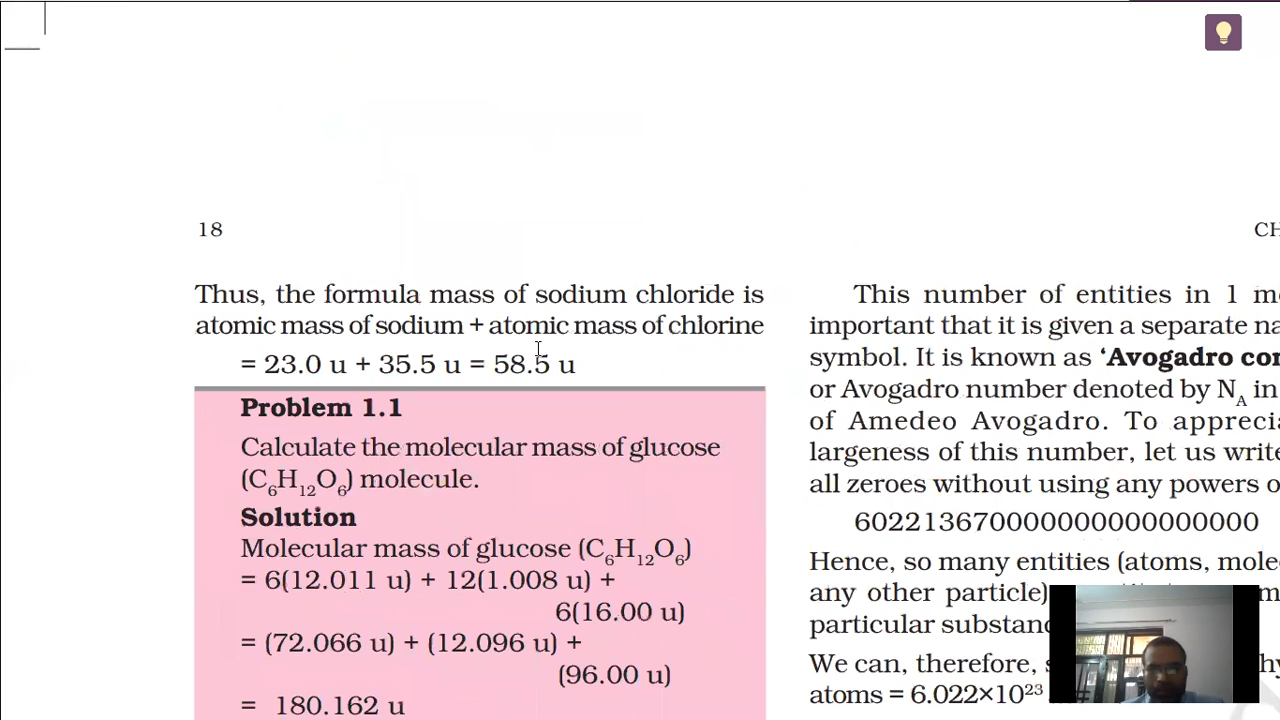 18
CH
Thus, the formula mass of sodium chloride is
atomic mass of sodium + atomic mass of chlorine
= 23.0 u + 35.5 u = 58.5 u
Problem 1.1
Calculate the molecular mass of glucose
(C₆H₁₂O₆) molecule.
Solution
Molecular mass of glucose (C₆H₁₂O₆)
= 6(12.011 u) + 12(1.008 u) +
6(16.00 u)
= (72.066 u) + (12.096 u) +
(96.00 u)
= 180.162 u
This number of entities in 1 m
important that it is given a separate na
symbol. It is known as ‘Avogadro con
or Avogadro number denoted by N_A in
of Amedeo Avogadro. To apprecia
largeness of this number, let us write
all zeroes without using any powers o
602213670000000000000000
Hence, so many entities (atoms, mole
any other particle)
particular substanc
We can, therefore, s
atoms = 6.022×10²³